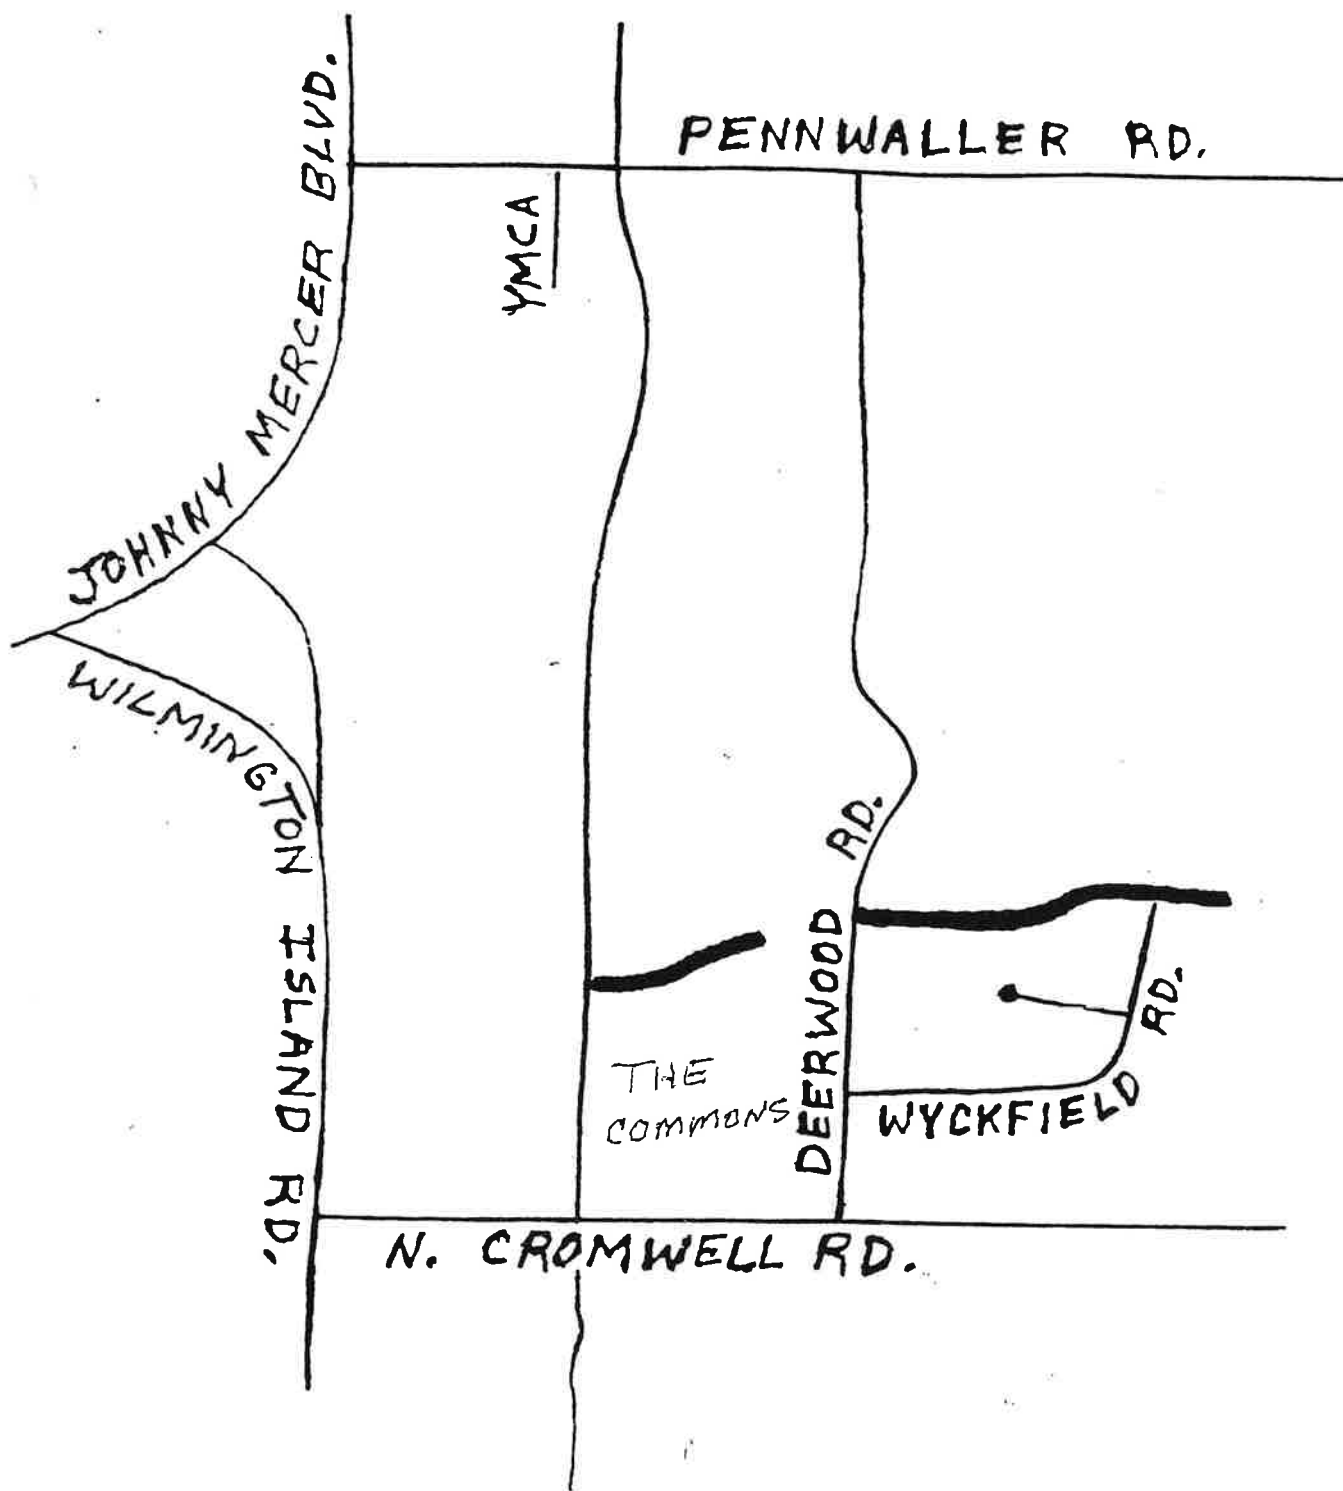 PENNWALLER RD.
JOHNNY MERCER BLVD.
YMCA
WILMINGTON ISLAND RD.
DEERWOOD RD.
THE
COMMONS
WYCKFIELD RD.
N. CROMWELL RD.